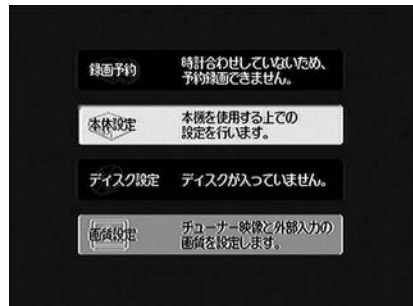 録画予約
時計合わせしていないため、
予約録画できません。
本体設定
本機を使用する上での
設定を行います。
ディスク設定
ディスクが入っていません。
画質設定
チューナー映像と外部入力の
画質を設定します。